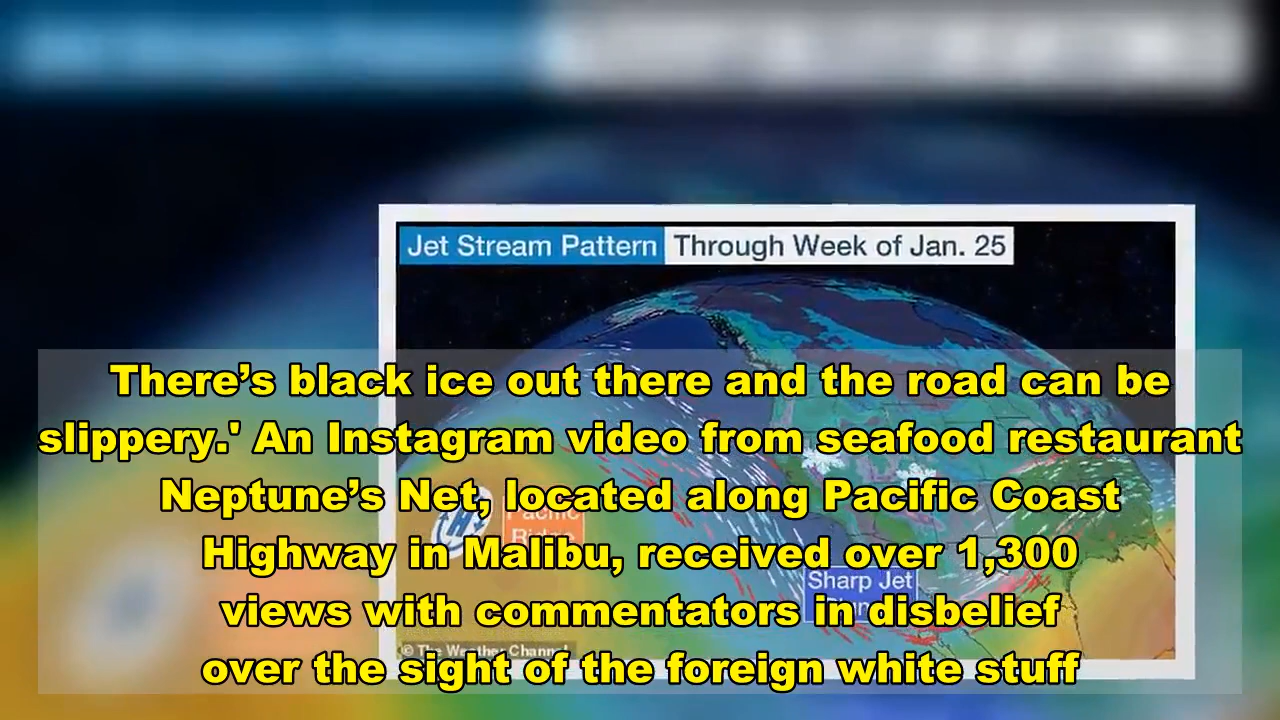 Jet Stream Pattern Through Week of Jan. 25
There’s black ice out there and the road can be
slippery.' An Instagram video from seafood restaurant
Neptune’s Net, located along Pacific Coast
Highway in Malibu, received over 1,300
views with commentators in disbelief
over the sight of the foreign white stuff
H
Pacific
Ridge
Sharp Jet
© The Weather Channel